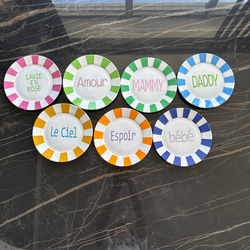 LAVIE
EN
ROSE
Amour
MAMMY
DADDY
Le Ciel
Espoir
bébé